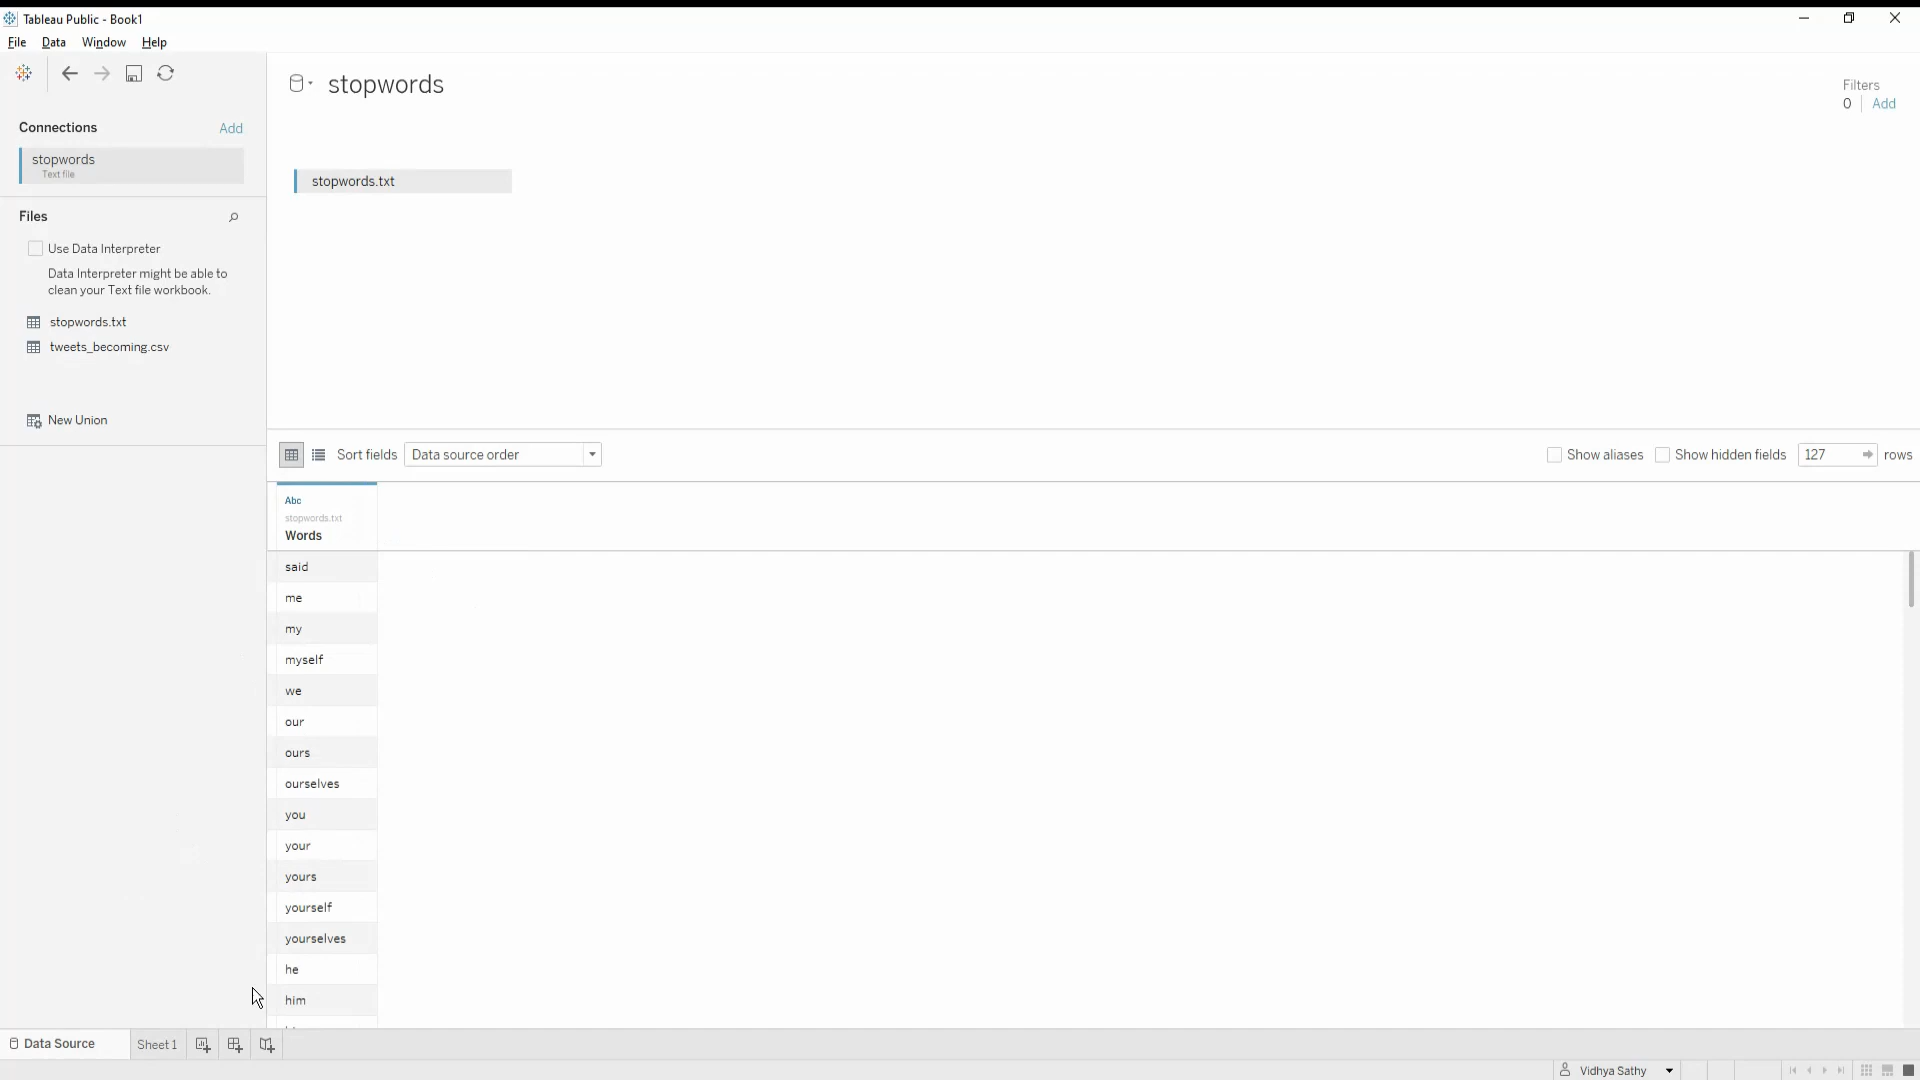 Tableau Public - Book1
File Data Window Help
stopwords
Filters
0 Add
Connections Add
stopwords
Text file
stopwords.txt
Files
Use Data Interpreter
Data Interpreter might be able to
clean your Text file workbook.
stopwords.txt
tweets_becoming.csv
New Union
Sort fields Data source order Show aliases Show hidden fields 127 rows
Abc
stopwords.txt
Words
said
me
my
myself
we
our
ours
ourselves
you
your
yours
yourself
yourselves
he
him
Data Source Sheet 1
Vidhya Sathy